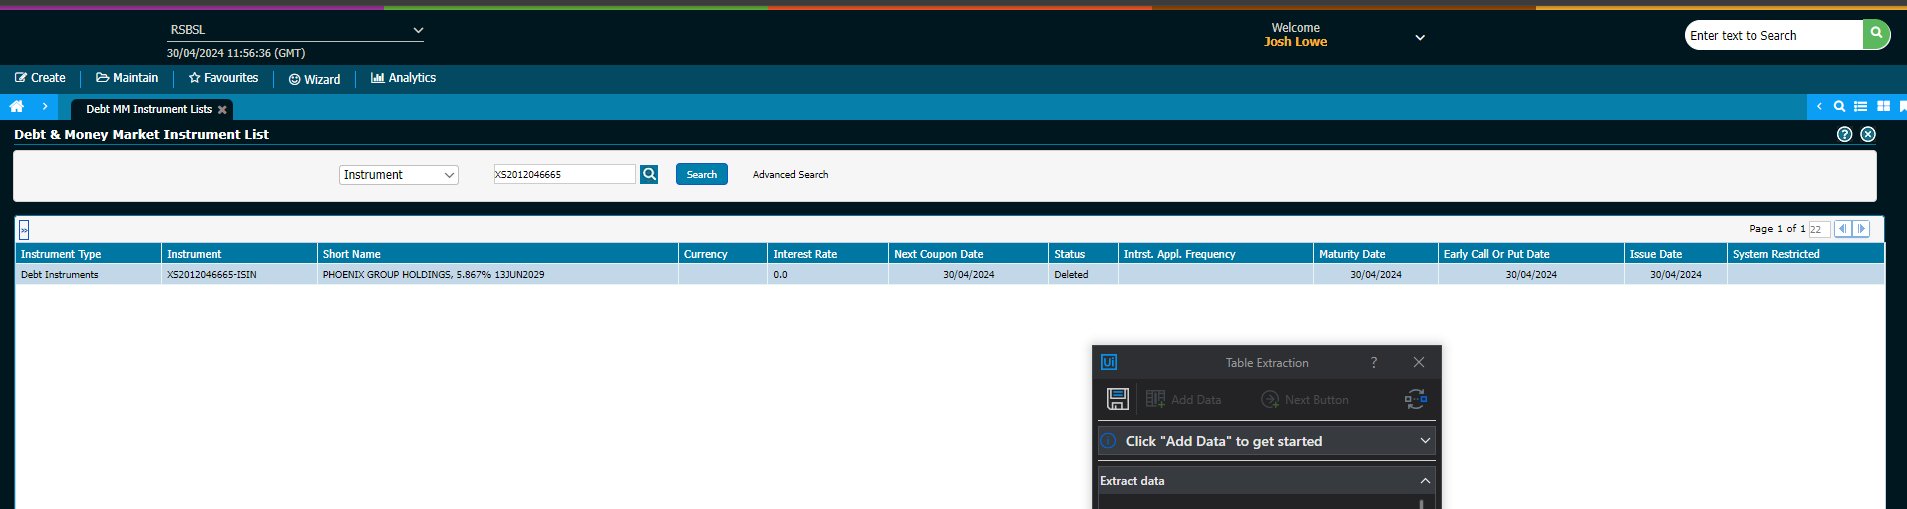 RSBSL
30/04/2024 11:56:36 (GMT)
Welcome
Josh Lowe
Enter text to Search
Create Maintain Favourites Wizard Analytics
Debt MM Instrument Lists
Debt & Money Market Instrument List
Instrument XS2012046665 Search Advanced Search
» Page 1 of 1 22
Instrument Type Instrument Short Name Currency Interest Rate Next Coupon Date Status Intrst. Appl. Frequency Maturity Date Early Call Or Put Date Issue Date System Restricted
Debt Instruments XS2012046665-ISIN PHOENIX GROUP HOLDINGS, 5.867% 13JUN2029 0.0 30/04/2024 Deleted 30/04/2024 30/04/2024 30/04/2024
Ui Table Extraction ?
Add Data Next Button
Click "Add Data" to get started
Extract data